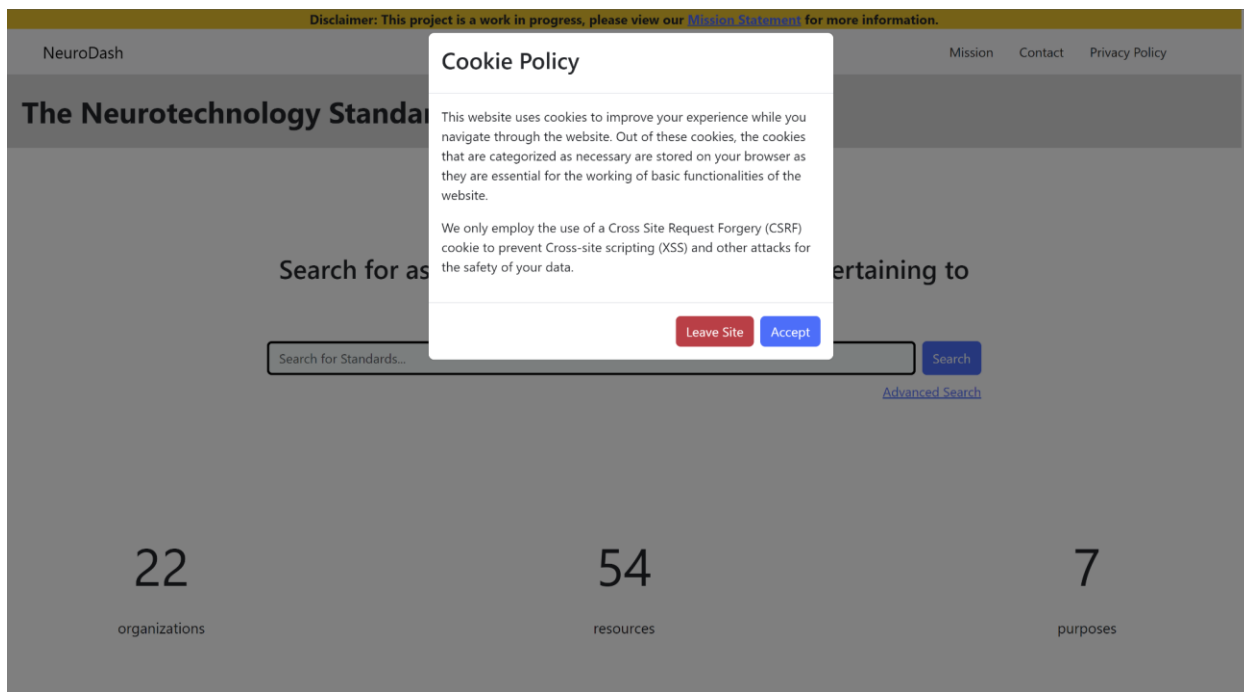 Disclaimer: This project is a work in progress, please view our Mission Statement for more information.
NeuroDash
Mission Contact Privacy Policy
The Neurotechnology Standar
Cookie Policy
This website uses cookies to improve your experience while you
navigate through the website. Out of these cookies, the cookies
that are categorized as necessary are stored on your browser as
they are essential for the working of basic functionalities of the
website.
We only employ the use of a Cross Site Request Forgery (CSRF)
cookie to prevent Cross-site scripting (XSS) and other attacks for
the safety of your data.
Leave Site Accept
Search for as ertaining to
Search for Standards... Search
Advanced Search
22 54 7
organizations resources purposes